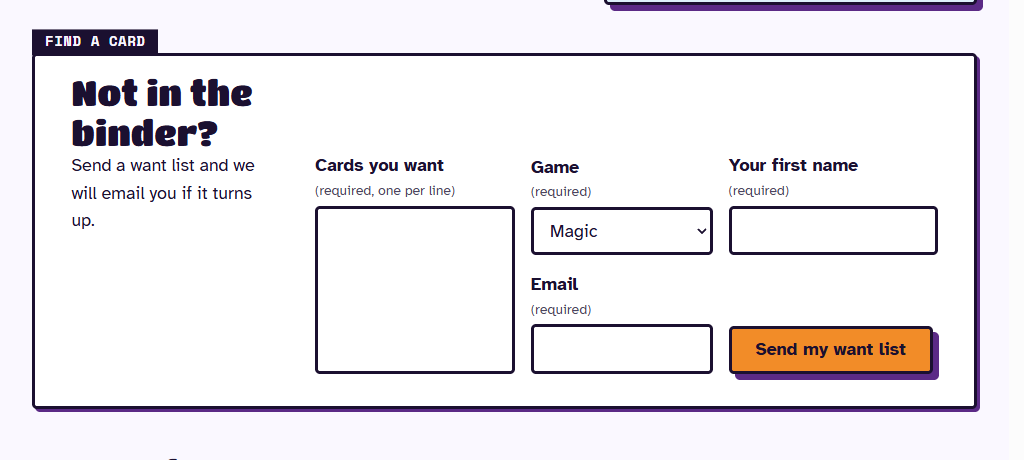 FIND A CARD
Not in the
binder?
Send a want list and we
will email you if it turns
up.
Cards you want
(required, one per line)
Game
(required)
Magic
Your first name
(required)
Email
(required)
Send my want list